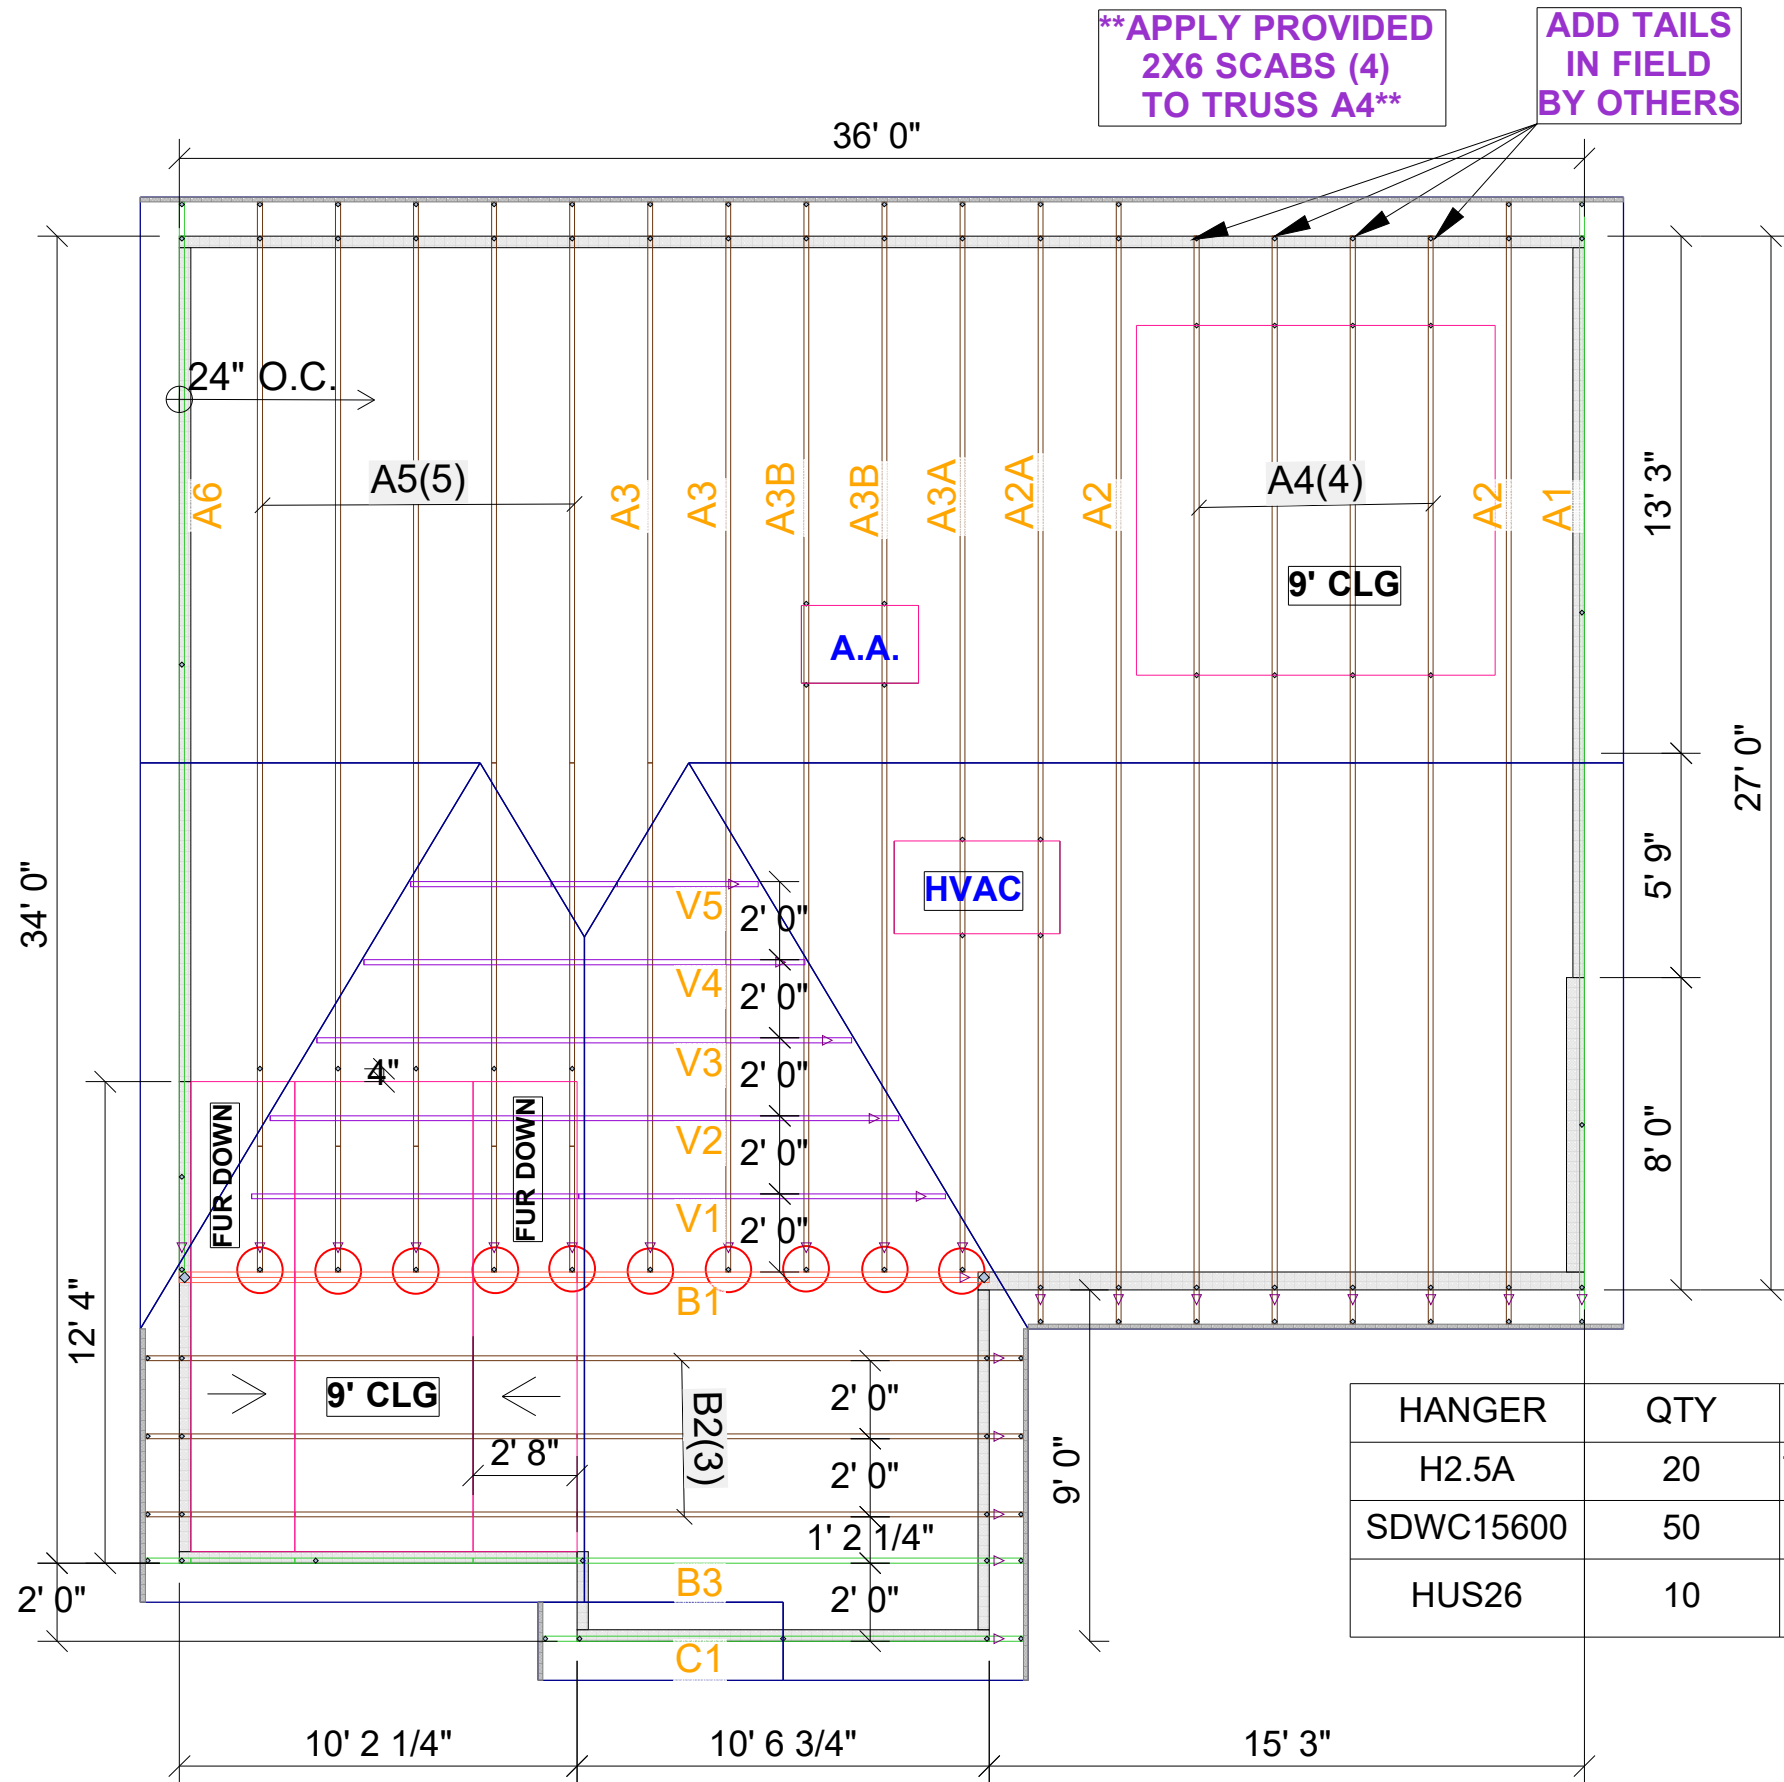 **APPLY PROVIDED
2X6 SCABS (4)
TO TRUSS A4**
ADD TAILS
IN FIELD
BY OTHERS
36' 0"
24" O.C.
A6
A5(5)
A3
A3
A3B
A3B
A3A
A2A
A2
A4(4)
A2
A1
9' CLG
A.A.
HVAC
13' 3"
5' 9"
8' 0"
27' 0"
34' 0"
12' 4"
2' 0"
V5
2' 0"
V4
2' 0"
V3
2' 0"
V2
2' 0"
V1
2' 0"
4"
FUR DOWN
FUR DOWN
B1
9' CLG
2' 8"
B2(3)
2' 0"
2' 0"
1' 2 1/4"
B3
2' 0"
C1
9' 0"
HANGER QTY
H2.5A 20
SDWC15600 50
HUS26 10
10' 2 1/4"
10' 6 3/4"
15' 3"